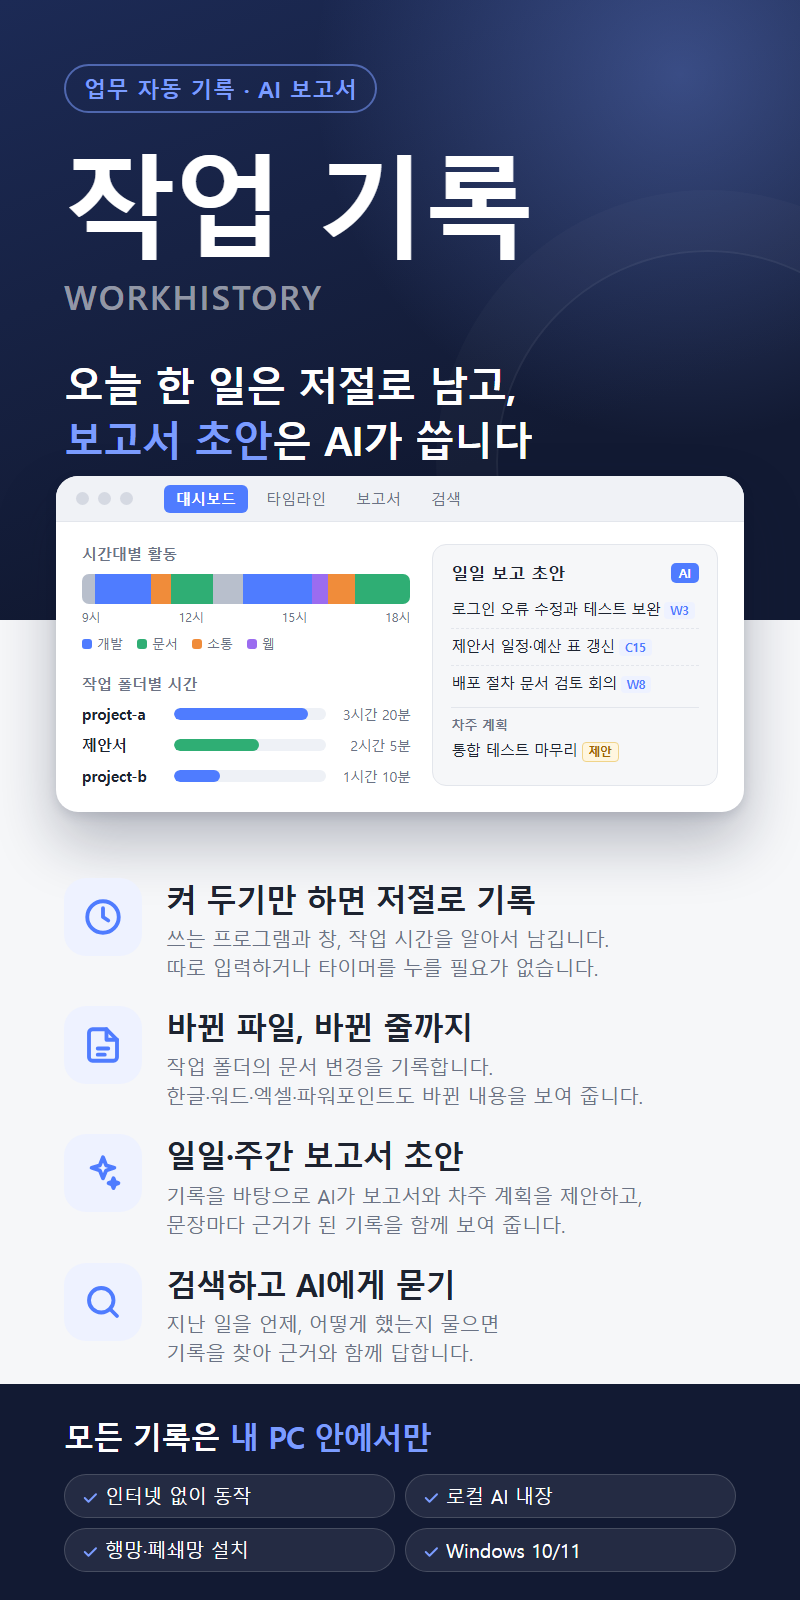 업무 자동 기록 · AI 보고서
작업 기록
WORKHISTORY
오늘 한 일은 저절로 남고,
보고서 초안은 AI가 씁니다
대시보드 타임라인 보고서 검색
시간대별 활동
9시 12시 15시 18시
개발 문서 소통 웹
작업 폴더별 시간
project-a 3시간 20분
제안서 2시간 5분
project-b 1시간 10분
일일 보고 초안 AI
로그인 오류 수정과 테스트 보완 W3
제안서 일정·예산 표 갱신 C15
배포 절차 문서 검토 회의 W8
차주 계획
통합 테스트 마무리 제안
켜 두기만 하면 저절로 기록
쓰는 프로그램과 창, 작업 시간을 알아서 남깁니다.
따로 입력하거나 타이머를 누를 필요가 없습니다.
바뀐 파일, 바뀐 줄까지
작업 폴더의 문서 변경을 기록합니다.
한글·워드·엑셀·파워포인트도 바뀐 내용을 보여 줍니다.
일일·주간 보고서 초안
기록을 바탕으로 AI가 보고서와 차주 계획을 제안하고,
문장마다 근거가 된 기록을 함께 보여 줍니다.
검색하고 AI에게 묻기
지난 일을 언제, 어떻게 했는지 물으면
기록을 찾아 근거와 함께 답합니다.
모든 기록은 내 PC 안에서만
인터넷 없이 동작
로컬 AI 내장
행망·폐쇄망 설치
Windows 10/11